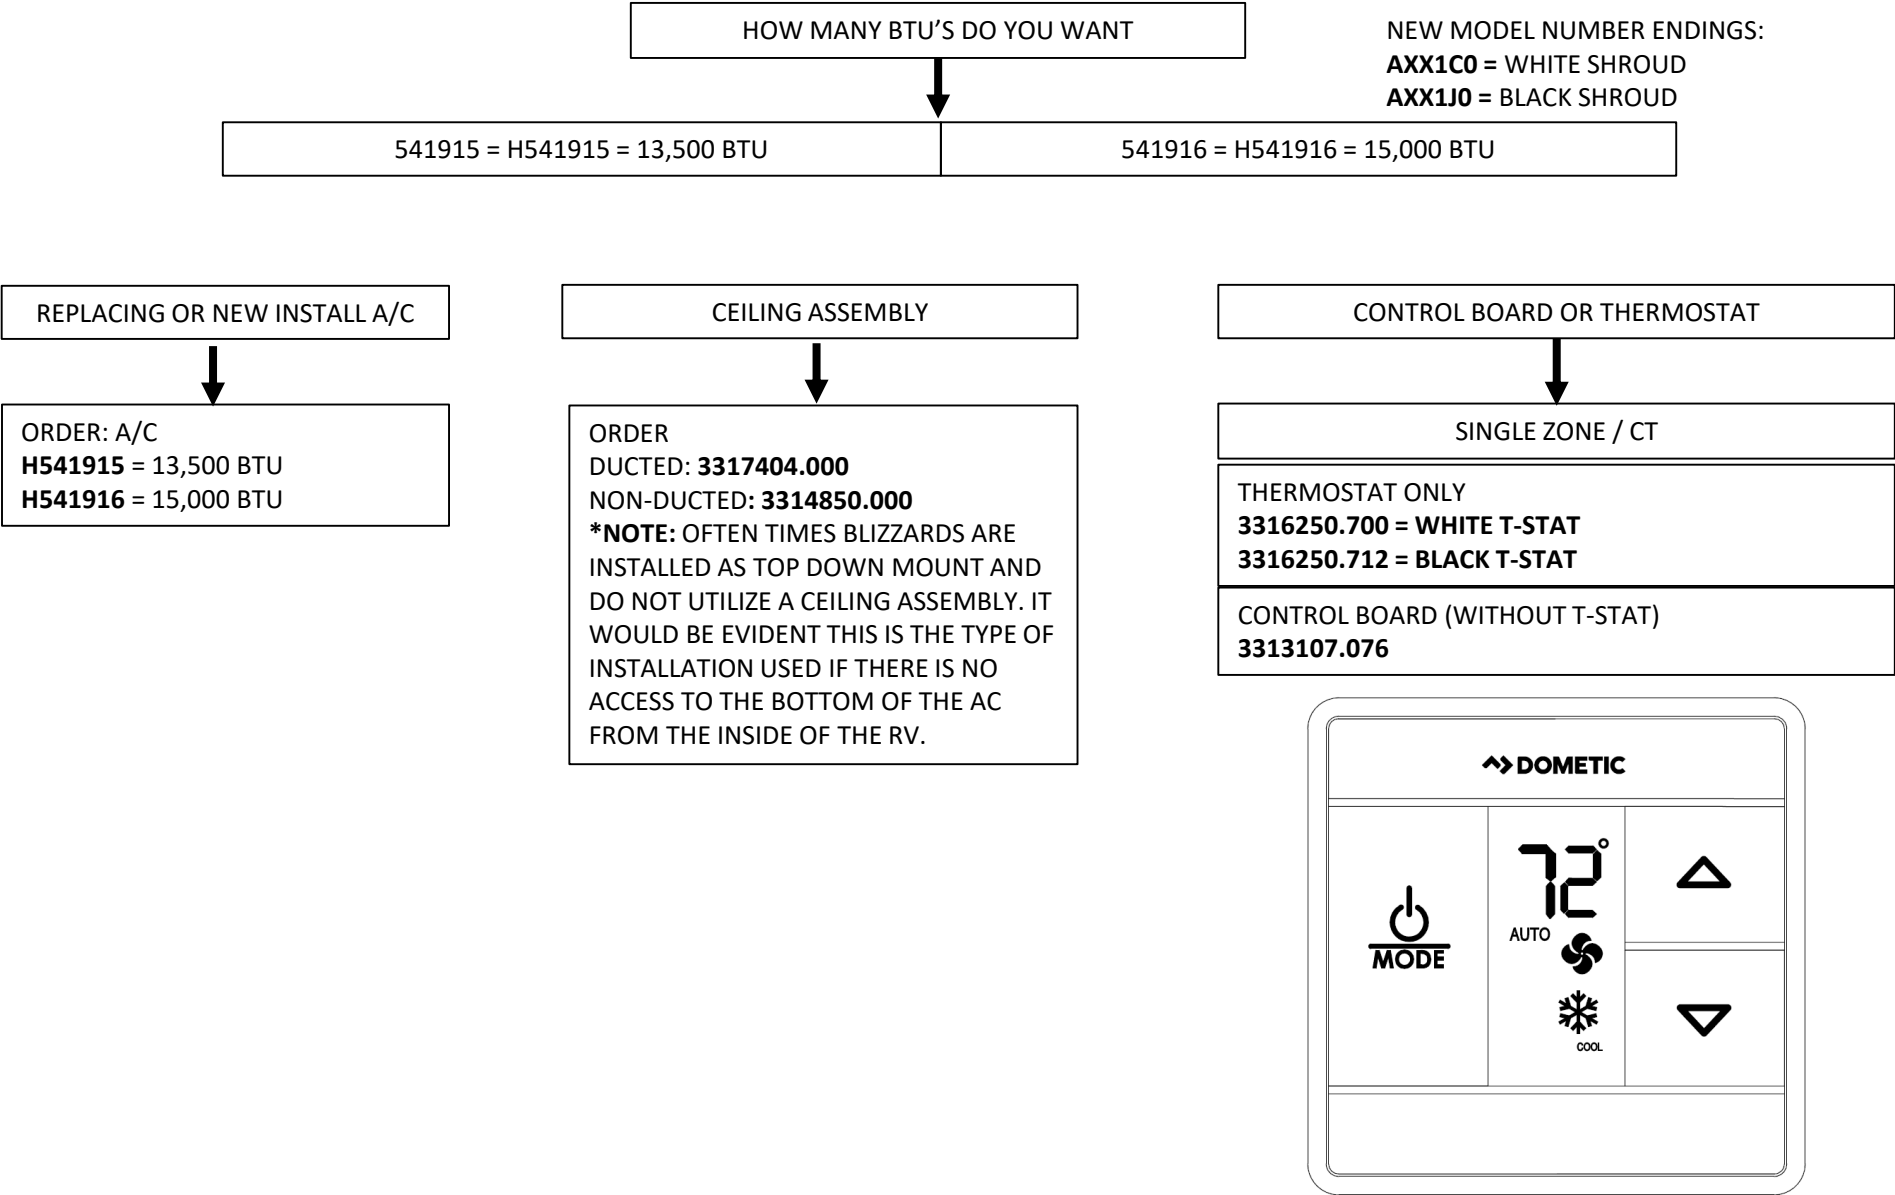 HOW MANY BTU'S DO YOU WANT
NEW MODEL NUMBER ENDINGS:
AXX1C0 = WHITE SHROUD
AXX1J0 = BLACK SHROUD
541915 = H541915 = 13,500 BTU
541916 = H541916 = 15,000 BTU
REPLACING OR NEW INSTALL A/C
ORDER: A/C
H541915 = 13,500 BTU
H541916 = 15,000 BTU
CEILING ASSEMBLY
ORDER
DUCTED: 3317404.000
NON-DUCTED: 3314850.000
*NOTE: OFTEN TIMES BLIZZARDS ARE
INSTALLED AS TOP DOWN MOUNT AND
DO NOT UTILIZE A CEILING ASSEMBLY. IT
WOULD BE EVIDENT THIS IS THE TYPE OF
INSTALLATION USED IF THERE IS NO
ACCESS TO THE BOTTOM OF THE AC
FROM THE INSIDE OF THE RV.
CONTROL BOARD OR THERMOSTAT
SINGLE ZONE / CT
THERMOSTAT ONLY
3316250.700 = WHITE T-STAT
3316250.712 = BLACK T-STAT
CONTROL BOARD (WITHOUT T-STAT)
3313107.076
DOMETIC
72°
AUTO
MODE
COOL